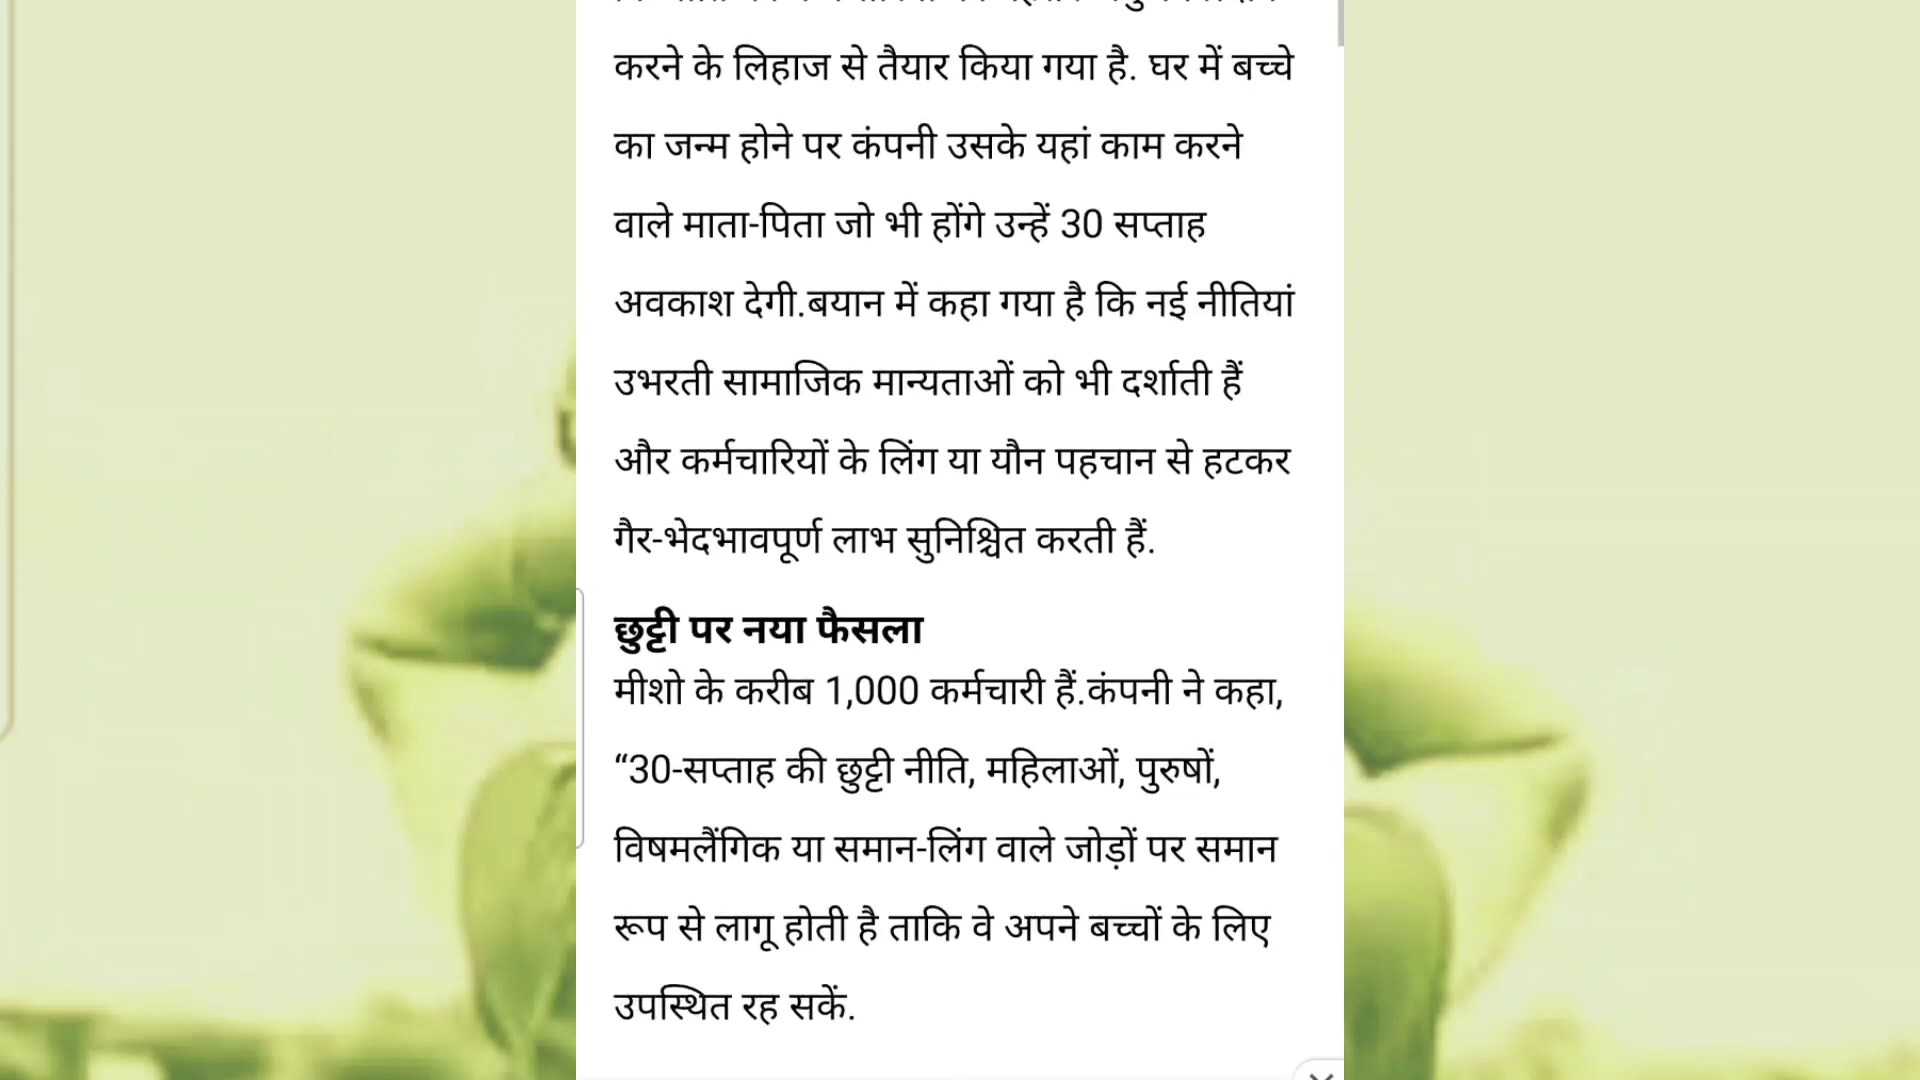 करने के लिहाज से तैयार किया गया है. घर में बच्चे
का जन्म होने पर कंपनी उसके यहां काम करने
वाले माता-पिता जो भी होंगे उन्हें 30 सप्ताह
अवकाश देगी.बयान में कहा गया है कि नई नीतियां
उभरती सामाजिक मान्यताओं को भी दर्शाती हैं
और कर्मचारियों के लिंग या यौन पहचान से हटकर
गैर-भेदभावपूर्ण लाभ सुनिश्चित करती हैं.
छुट्टी पर नया फैसला
मीशो के करीब 1,000 कर्मचारी हैं.कंपनी ने कहा,
“30-सप्ताह की छुट्टी नीति, महिलाओं, पुरुषों,
विषमलैंगिक या समान-लिंग वाले जोड़ों पर समान
रूप से लागू होती है ताकि वे अपने बच्चों के लिए
उपस्थित रह सकें.